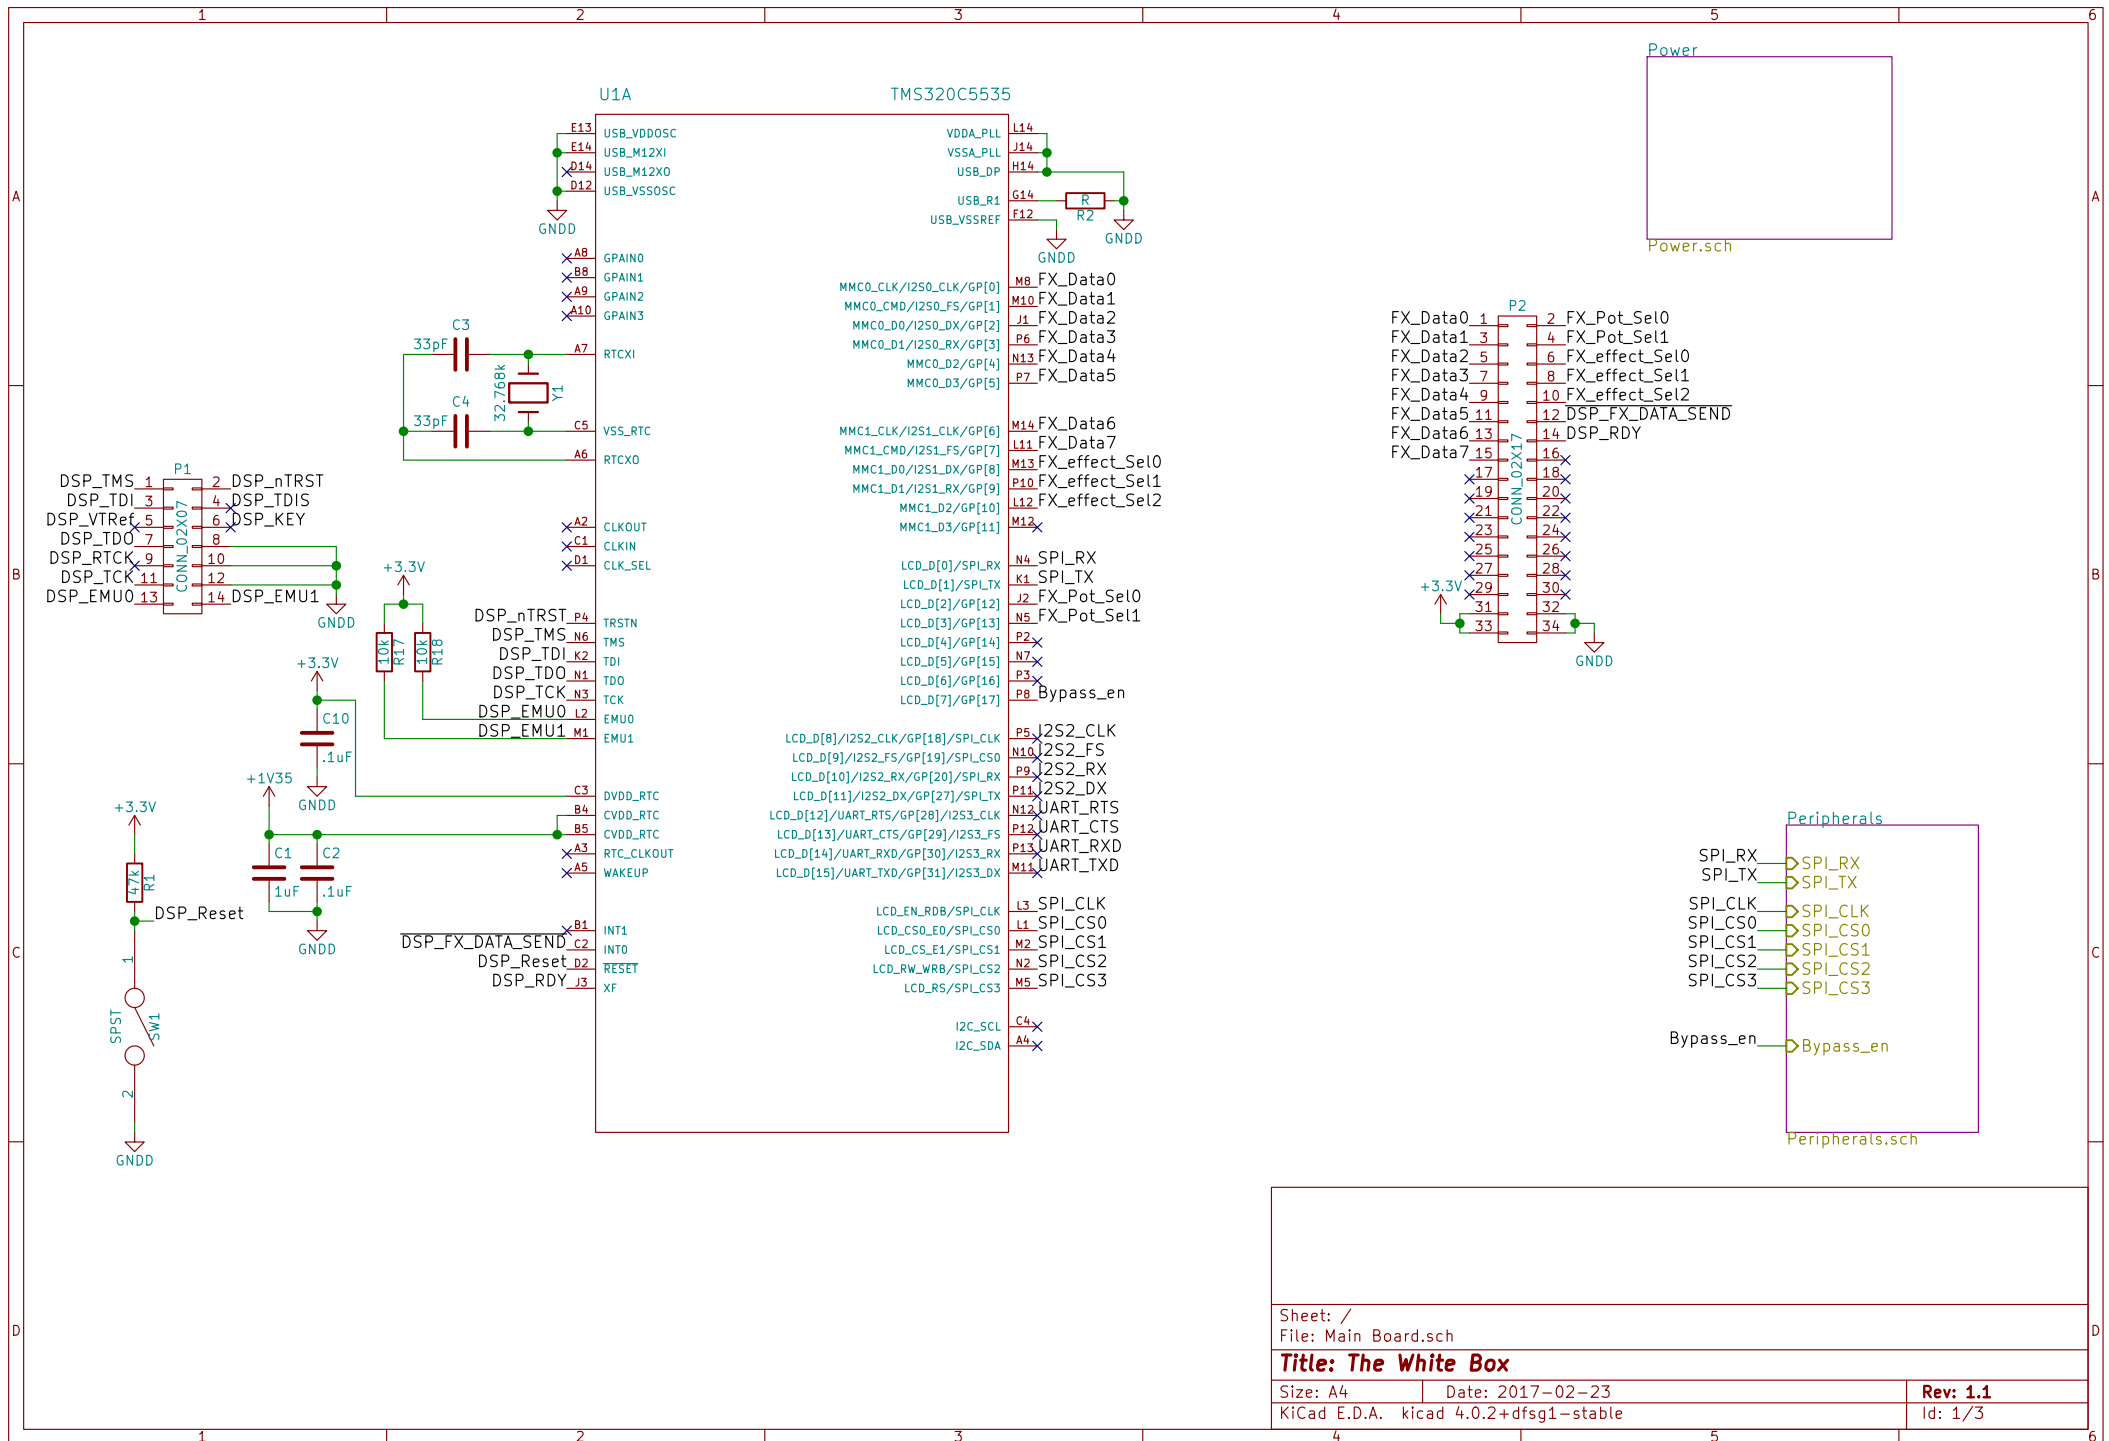 1 2 3 4 5 6
A
B
C
D
A
B
C
D
1 2 3 4 5 6
Power
Power.sch
U1A
TMS320C5535
E13 USB_VDDOSC
E14 USB_M12XI
D14 USB_M12XO
D12 USB_VSSOSC
GNDD
A8 GPAIN0
B8 GPAIN1
A9 GPAIN2
A10 GPAIN3
C3
33pF
A7 RTCXI
32.768k
Y1
C4
33pF
C5 VSS_RTC
A6 RTCXO
A2 CLKOUT
C1 CLKIN
D1 CLK_SEL
DSP_nTRST P4 TRSTN
DSP_TMS N6 TMS
DSP_TDI K2 TDI
DSP_TDO N1 TDO
DSP_TCK N3 TCK
DSP_EMU0 L2 EMU0
DSP_EMU1 M1 EMU1
C3 DVDD_RTC
B4 CVDD_RTC
B5 CVDD_RTC
A3 RTC_CLKOUT
A5 WAKEUP
B1 INT1
DSP_FX_DATA_SEND C2 INT0
DSP_Reset D2 RESET
DSP_RDY J3 XF
VDDA_PLL L14
VSSA_PLL J14
USB_DP H14
USB_R1 G14
R
R2
USB_VSSREF F12
GNDD
GNDD
MMC0_CLK/I2S0_CLK/GP[0] M8 FX_Data0
MMC0_CMD/I2S0_FS/GP[1] M10 FX_Data1
MMC0_D0/I2S0_DX/GP[2] J1 FX_Data2
MMC0_D1/I2S0_RX/GP[3] P6 FX_Data3
MMC0_D2/GP[4] N13 FX_Data4
MMC0_D3/GP[5] P7 FX_Data5
MMC1_CLK/I2S1_CLK/GP[6] M14 FX_Data6
MMC1_CMD/I2S1_FS/GP[7] L11 FX_Data7
MMC1_D0/I2S1_DX/GP[8] M13 FX_effect_Sel0
MMC1_D1/I2S1_RX/GP[9] P10 FX_effect_Sel1
MMC1_D2/GP[10] L12 FX_effect_Sel2
MMC1_D3/GP[11] M12
LCD_D[0]/SPI_RX N4 SPI_RX
LCD_D[1]/SPI_TX K1 SPI_TX
LCD_D[2]/GP[12] J2 FX_Pot_Sel0
LCD_D[3]/GP[13] N5 FX_Pot_Sel1
LCD_D[4]/GP[14] P2
LCD_D[5]/GP[15] N7
LCD_D[6]/GP[16] P3
LCD_D[7]/GP[17] P8 Bypass_en
LCD_D[8]/I2S2_CLK/GP[18]/SPI_CLK P5 I2S2_CLK
LCD_D[9]/I2S2_FS/GP[19]/SPI_CS0 N10 I2S2_FS
LCD_D[10]/I2S2_RX/GP[20]/SPI_RX P9 I2S2_RX
LCD_D[11]/I2S2_DX/GP[27]/SPI_TX P11 I2S2_DX
LCD_D[12]/UART_RTS/GP[28]/I2S3_CLK N12 UART_RTS
LCD_D[13]/UART_CTS/GP[29]/I2S3_FS P12 UART_CTS
LCD_D[14]/UART_RXD/GP[30]/I2S3_RX P13 UART_RXD
LCD_D[15]/UART_TXD/GP[31]/I2S3_DX M11 UART_TXD
LCD_EN_RDB/SPI_CLK L3 SPI_CLK
LCD_CS0_E0/SPI_CS0 L1 SPI_CS0
LCD_CS_E1/SPI_CS1 M2 SPI_CS1
LCD_RW_WRB/SPI_CS2 N2 SPI_CS2
LCD_RS/SPI_CS3 M5 SPI_CS3
I2C_SCL C4
I2C_SDA A4
P1
CONN_02X07
DSP_TMS 1 2 DSP_nTRST
DSP_TDI 3 4 DSP_TDIS
DSP_VTRef 5 6 DSP_KEY
DSP_TDO 7 8
DSP_RTCK 9 10
DSP_TCK 11 12
DSP_EMU0 13 14 DSP_EMU1
GNDD
+3.3V
10k R17
10k R18
+3.3V
C10
.1uF
GNDD
+1V35
C1
1uF
C2
.1uF
GNDD
+3.3V
47k R1
DSP_Reset
1
SPST
SW1
2
GNDD
P2
CONN_02X17
FX_Data0 1 2 FX_Pot_Sel0
FX_Data1 3 4 FX_Pot_Sel1
FX_Data2 5 6 FX_effect_Sel0
FX_Data3 7 8 FX_effect_Sel1
FX_Data4 9 10 FX_effect_Sel2
FX_Data5 11 12 DSP_FX_DATA_SEND
FX_Data6 13 14 DSP_RDY
FX_Data7 15 16
17 18
19 20
21 22
23 24
25 26
27 28
29 30
31 32
33 34
+3.3V
GNDD
Peripherals
SPI_RX SPI_RX
SPI_TX SPI_TX
SPI_CLK SPI_CLK
SPI_CS0 SPI_CS0
SPI_CS1 SPI_CS1
SPI_CS2 SPI_CS2
SPI_CS3 SPI_CS3
Bypass_en Bypass_en
Peripherals.sch
Sheet: /
File: Main Board.sch
Title: The White Box
Size: A4 Date: 2017-02-23 Rev: 1.1
KiCad E.D.A. kicad 4.0.2+dfsg1-stable Id: 1/3